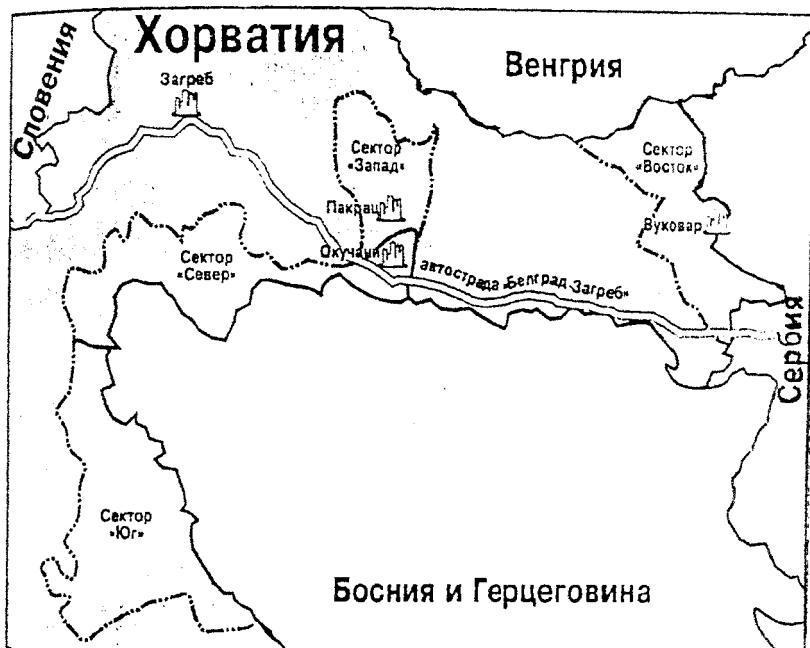 Хорватия
Словения
Загреб
Венгрия
Сектор
«Запад»
Сектор
«Восток»
Пакрац
Вуковар
Окучани
Сектор
«Север»
автострада «Белград-Загреб»
Сербия
Сектор
«Юг»
Босния и Герцеговина